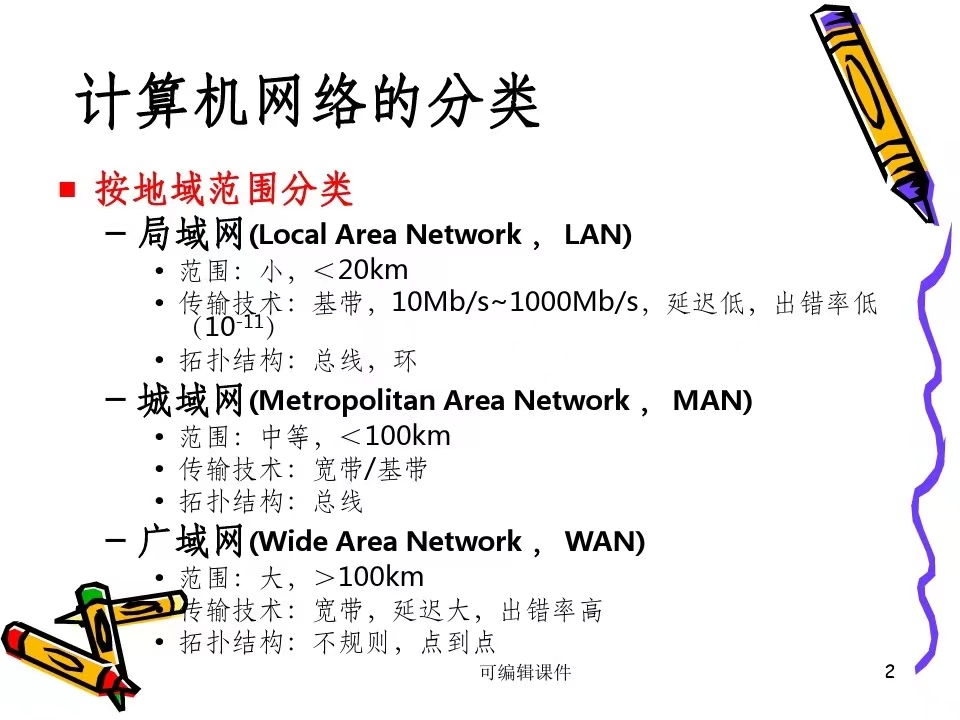 计算机网络的分类
按地域范围分类
– 局域网(Local Area Network， LAN)
• 范围：小，＜20km
• 传输技术：基带，10Mb/s~1000Mb/s，延迟低，出错率低
（10⁻¹¹）
• 拓扑结构：总线，环
– 城域网(Metropolitan Area Network， MAN)
• 范围：中等，＜100km
• 传输技术：宽带/基带
• 拓扑结构：总线
– 广域网(Wide Area Network， WAN)
• 范围：大，＞100km
• 传输技术：宽带，延迟大，出错率高
• 拓扑结构：不规则，点到点
可编辑课件
2